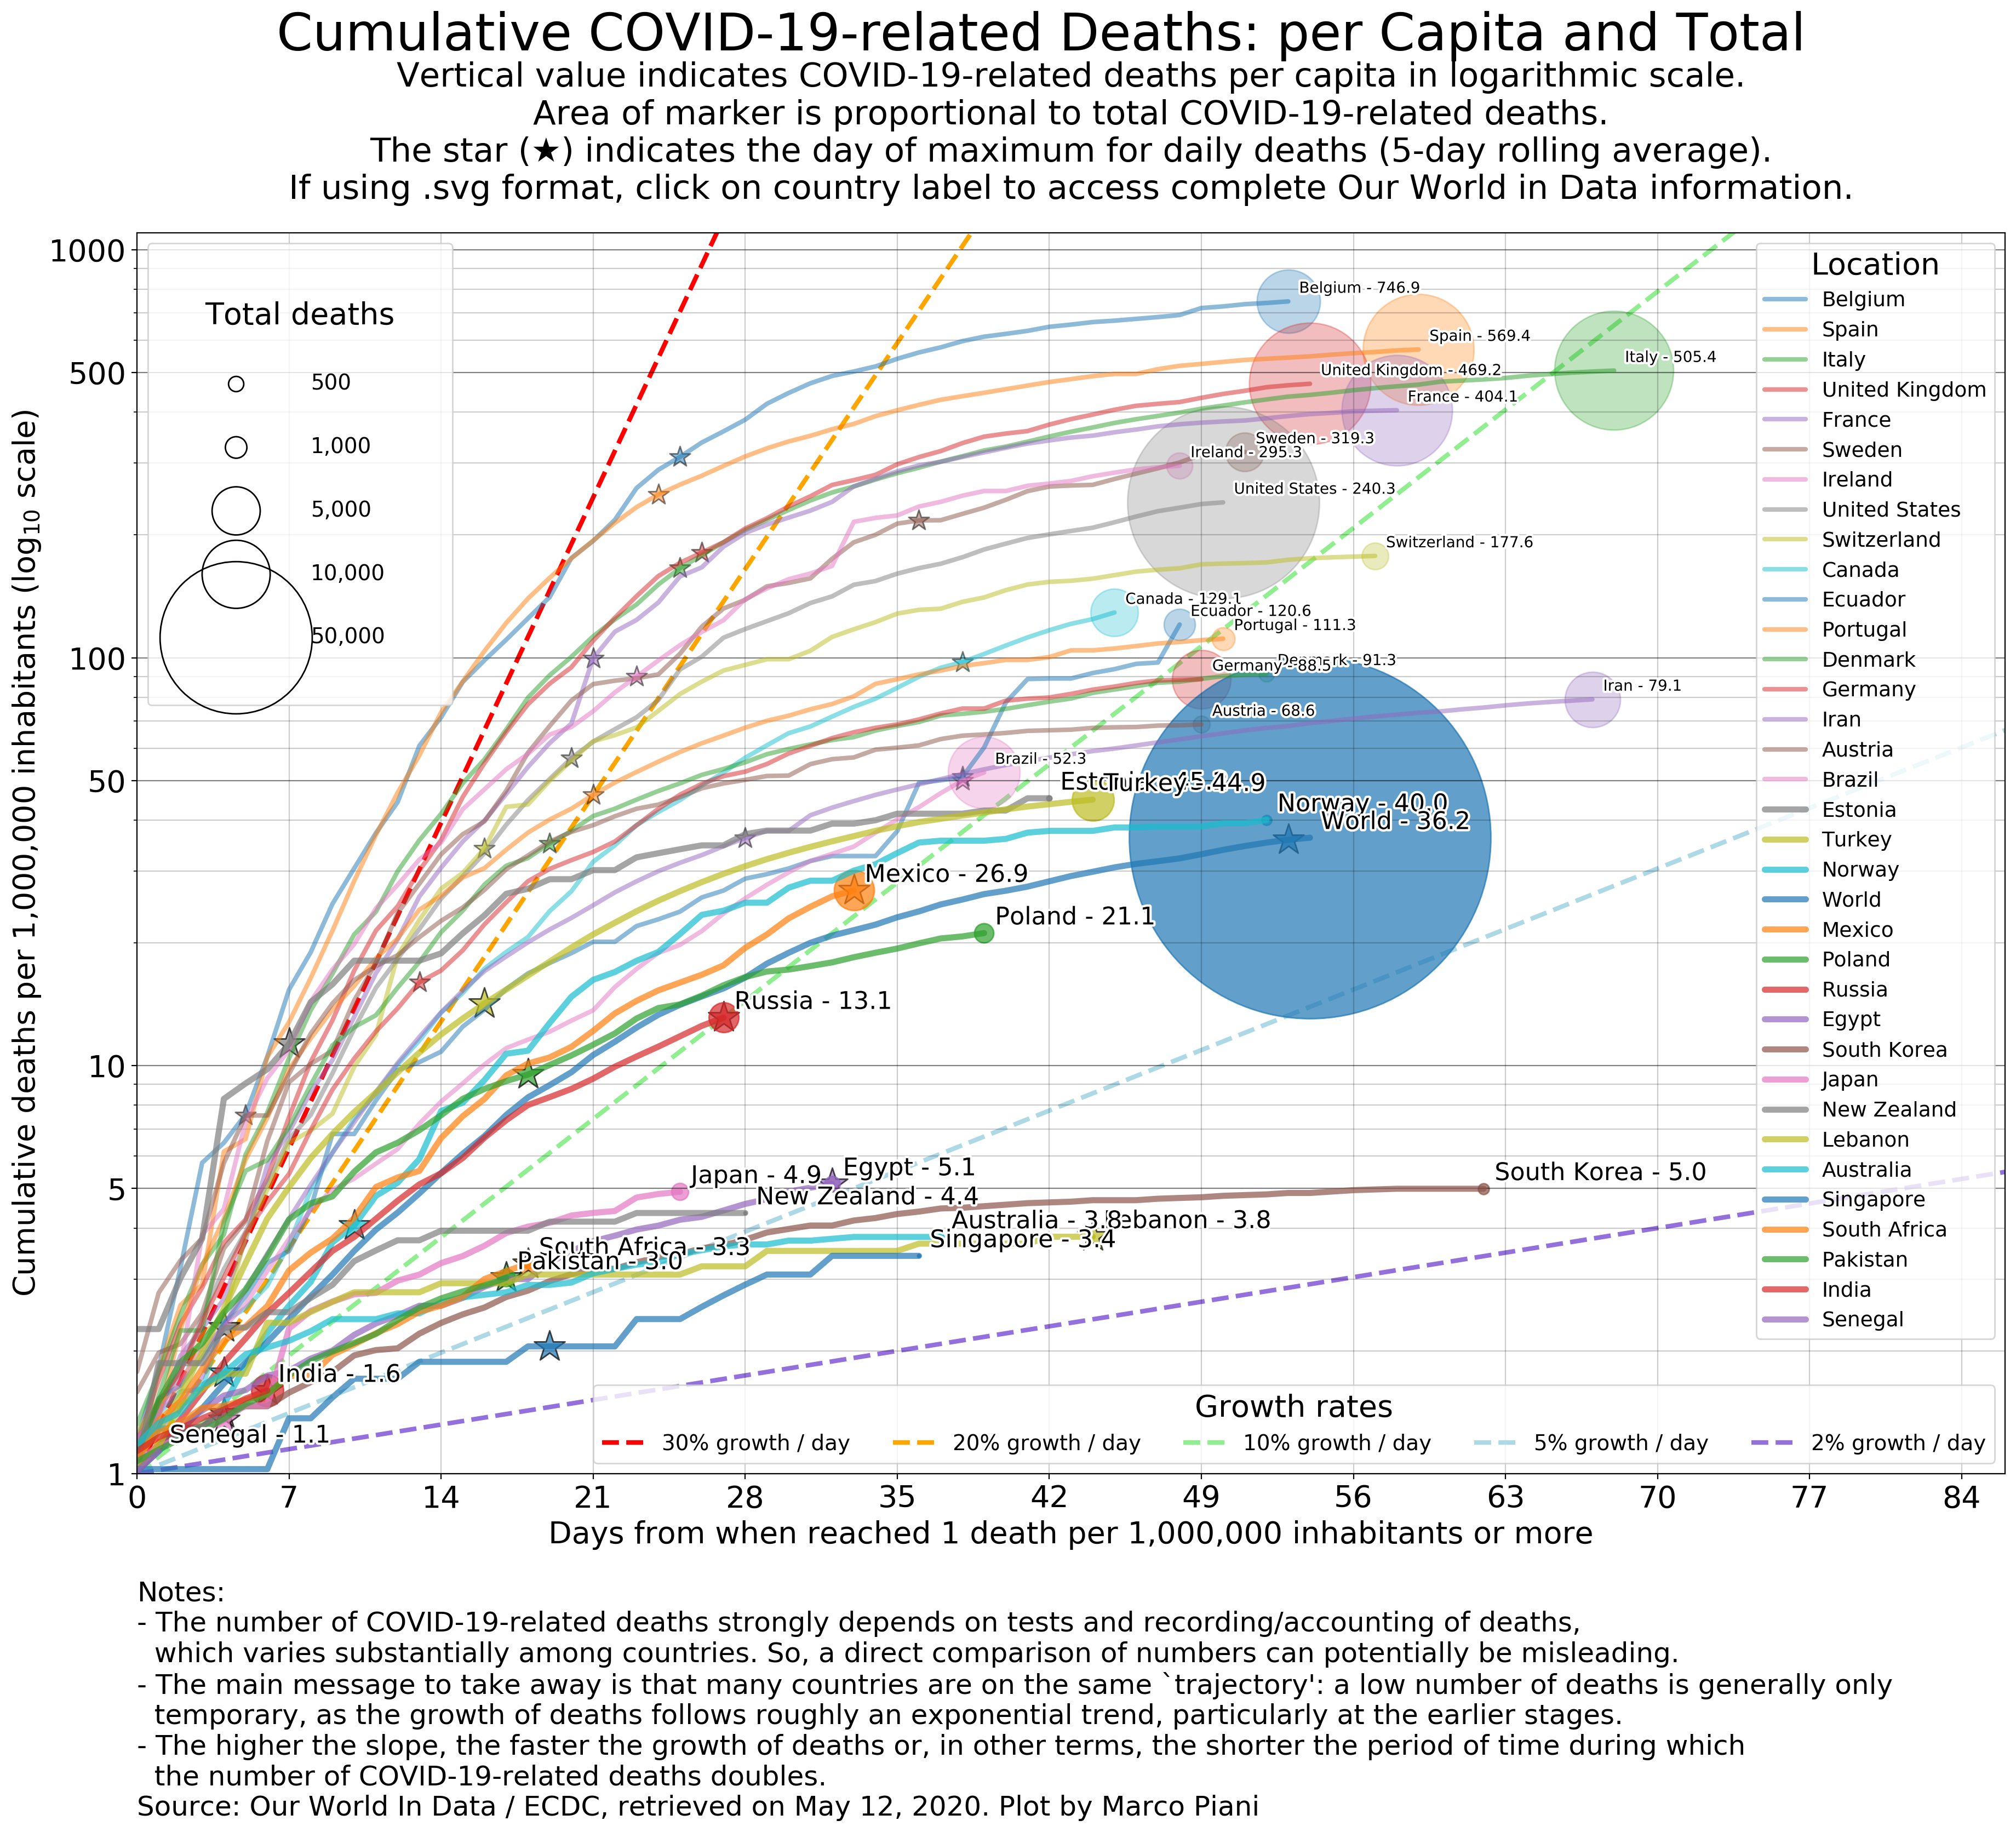 Cumulative COVID-19-related Deaths: per Capita and Total
Vertical value indicates COVID-19-related deaths per capita in logarithmic scale.
Area of marker is proportional to total COVID-19-related deaths.
The star (★) indicates the day of maximum for daily deaths (5-day rolling average).
If using .svg format, click on country label to access complete Our World in Data information.
Cumulative deaths per 1,000,000 inhabitants (log₁₀ scale)
1000
500
100
50
10
5
1
Total deaths
500
1,000
5,000
10,000
50,000
Belgium - 746.9
Spain - 569.4
Italy - 505.4
United Kingdom - 469.2
France - 404.1
Sweden - 319.3
Ireland - 295.3
United States - 240.3
Switzerland - 177.6
Canada - 129.1
Ecuador - 120.6
Portugal - 111.3
Denmark - 91.3
Germany - 88.5
Iran - 79.1
Austria - 68.6
Brazil - 52.3
Estonia
Turkey - 44.9
Norway - 40.0
World - 36.2
Mexico - 26.9
Poland - 21.1
Russia - 13.1
Egypt - 5.1
Japan - 4.9
South Korea - 5.0
New Zealand - 4.4
Australia - 3.8
Lebanon - 3.8
Singapore - 3.4
South Africa - 3.3
Pakistan - 3.0
India - 1.6
Senegal - 1.1
Location
Belgium
Spain
Italy
United Kingdom
France
Sweden
Ireland
United States
Switzerland
Canada
Ecuador
Portugal
Denmark
Germany
Iran
Austria
Brazil
Estonia
Turkey
Norway
World
Mexico
Poland
Russia
Egypt
South Korea
Japan
New Zealand
Lebanon
Australia
Singapore
South Africa
Pakistan
India
Senegal
Growth rates
30% growth / day
20% growth / day
10% growth / day
5% growth / day
2% growth / day
0 7 14 21 28 35 42 49 56 63 70 77 84
Days from when reached 1 death per 1,000,000 inhabitants or more
Notes:
- The number of COVID-19-related deaths strongly depends on tests and recording/accounting of deaths,
which varies substantially among countries. So, a direct comparison of numbers can potentially be misleading.
- The main message to take away is that many countries are on the same `trajectory': a low number of deaths is generally only
temporary, as the growth of deaths follows roughly an exponential trend, particularly at the earlier stages.
- The higher the slope, the faster the growth of deaths or, in other terms, the shorter the period of time during which
the number of COVID-19-related deaths doubles.
Source: Our World In Data / ECDC, retrieved on May 12, 2020. Plot by Marco Piani